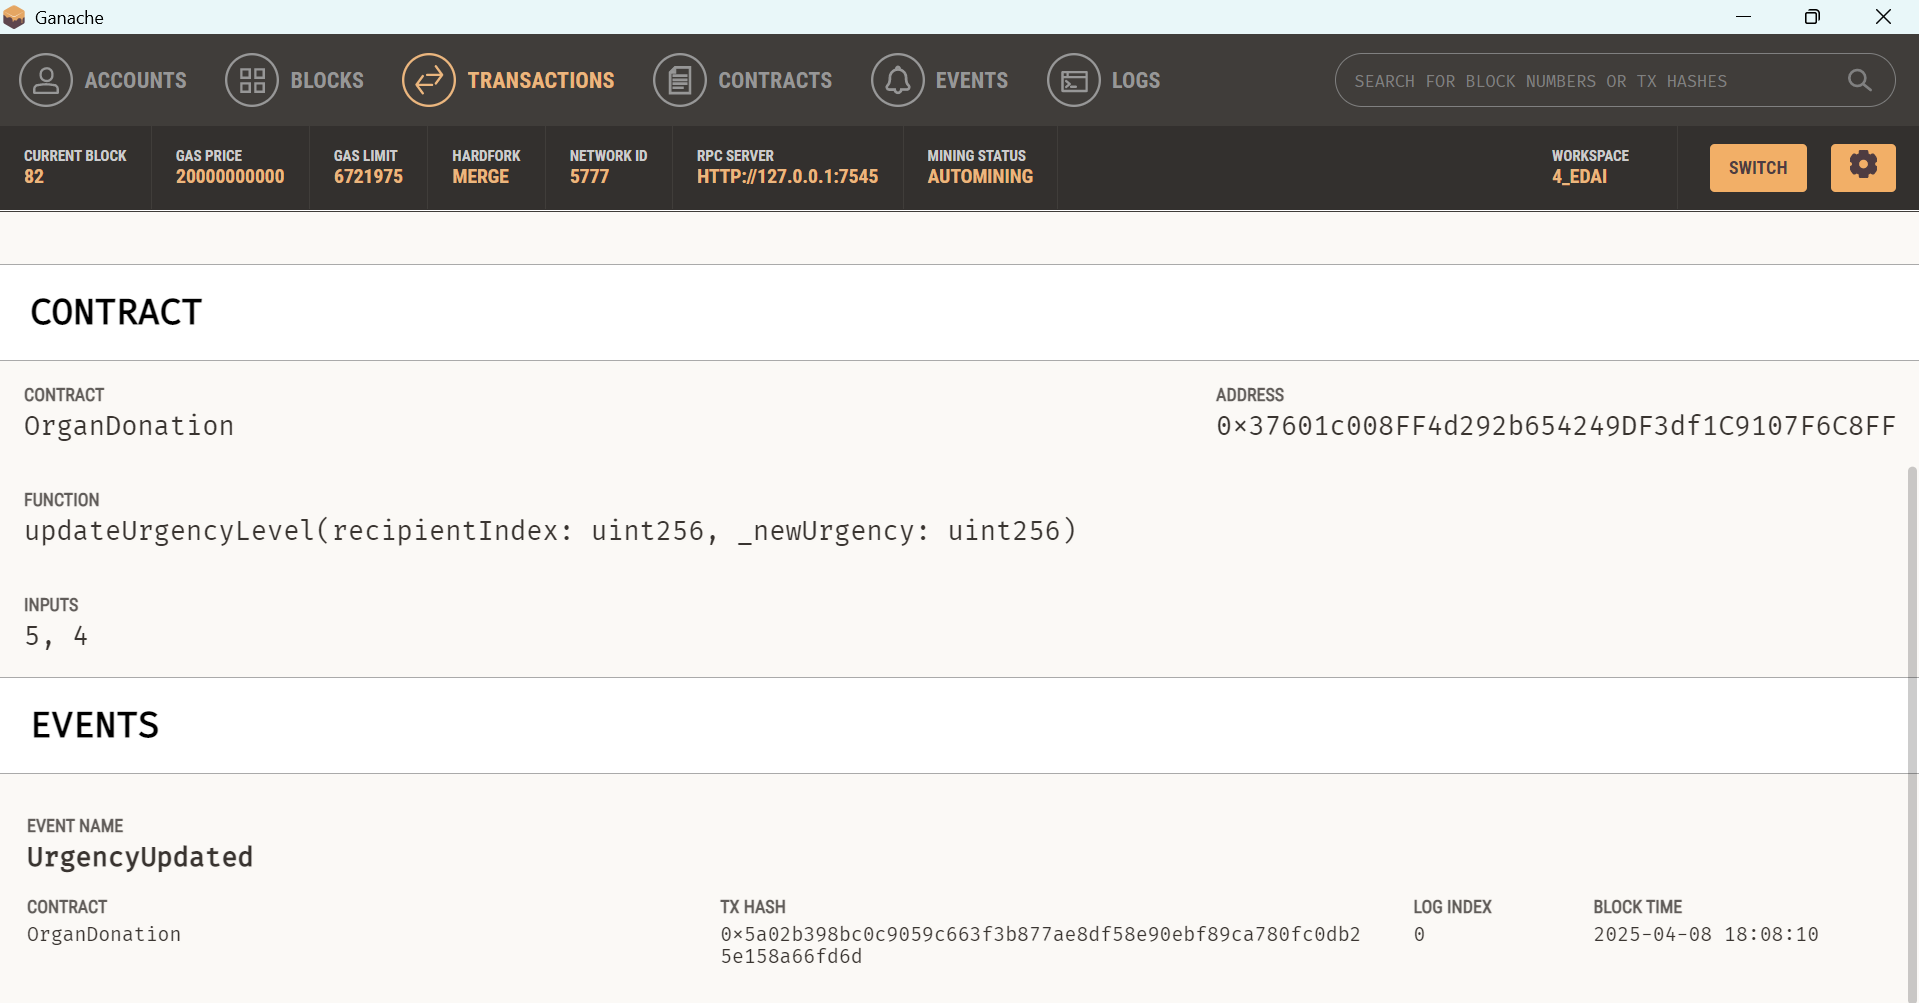 Ganache
ACCOUNTS BLOCKS TRANSACTIONS CONTRACTS EVENTS LOGS SEARCH FOR BLOCK NUMBERS OR TX HASHES
CURRENT BLOCK GAS PRICE GAS LIMIT HARDFORK NETWORK ID RPC SERVER MINING STATUS WORKSPACE
82 20000000000 6721975 MERGE 5777 HTTP://127.0.0.1:7545 AUTOMINING 4_EDAI SWITCH
CONTRACT
CONTRACT ADDRESS
OrganDonation 0×37601c008FF4d292b654249DF3df1C9107F6C8FF
FUNCTION
updateUrgencyLevel(recipientIndex: uint256, _newUrgency: uint256)
INPUTS
5, 4
EVENTS
EVENT NAME
UrgencyUpdated
CONTRACT TX HASH LOG INDEX BLOCK TIME
OrganDonation 0×5a02b398bc0c9059c663f3b877ae8df58e90ebf89ca780fc0db2 0 2025-04-08 18:08:10
5e158a66fd6d